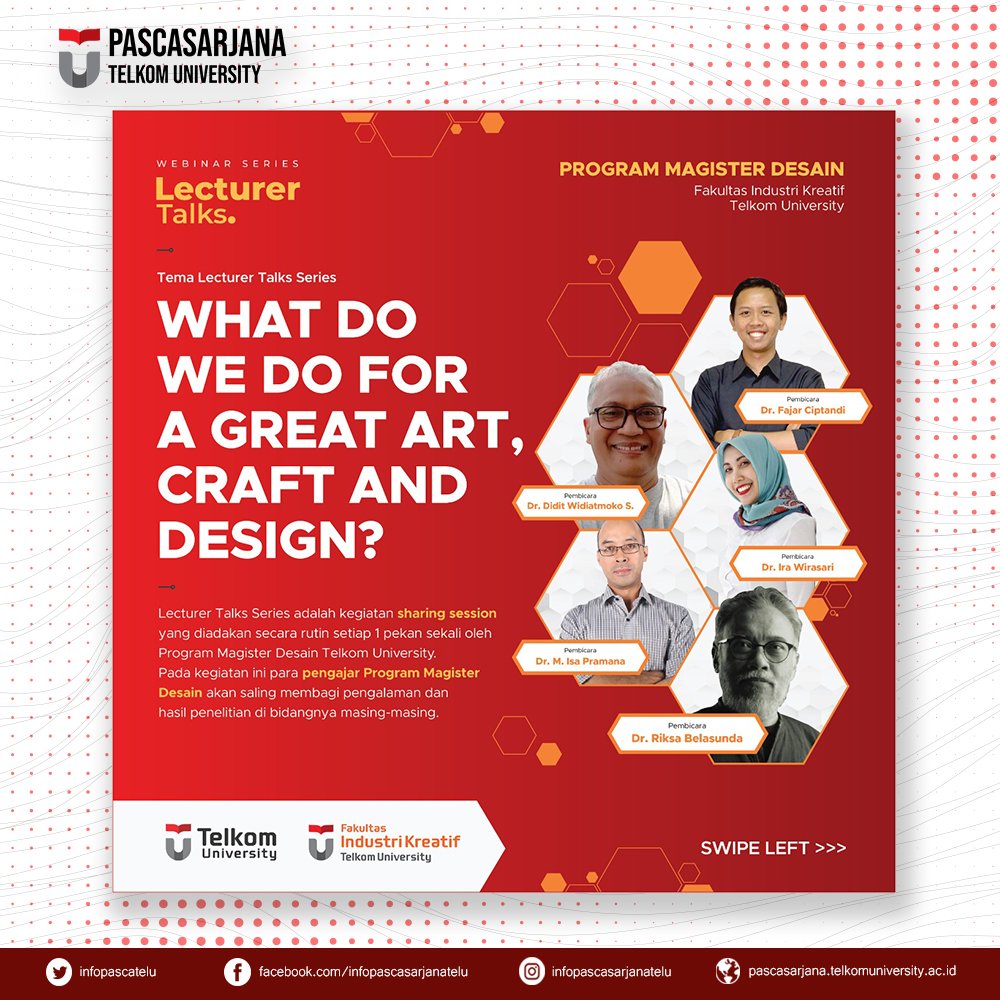 PASCASARJANA
TELKOM UNIVERSITY
WEBINAR SERIES
Lecturer
Talks.
PROGRAM MAGISTER DESAIN
Fakultas Industri Kreatif
Telkom University
Tema Lecturer Talks Series
WHAT DO
WE DO FOR
A GREAT ART,
CRAFT AND
DESIGN?
Pembicara
Dr. Fajar Ciptandi
Pembicara
Dr. Didit Widiatmoko S.
Pembicara
Dr. Ira Wirasari
Pembicara
Dr. M. Isa Pramana
Pembicara
Dr. Riksa Belasunda
Lecturer Talks Series adalah kegiatan sharing session
yang diadakan secara rutin setiap 1 pekan sekali oleh
Program Magister Desain Telkom University.
Pada kegiatan ini para pengajar Program Magister
Desain akan saling membagi pengalaman dan
hasil penelitian di bidangnya masing-masing.
Telkom
University
Fakultas
Industri Kreatif
Telkom University
SWIPE LEFT >>>
infopascatelu
facebook.com/infopascasarjanatelu
infopascasarjanatelu
pascasarjana.telkomuniversity.ac.id